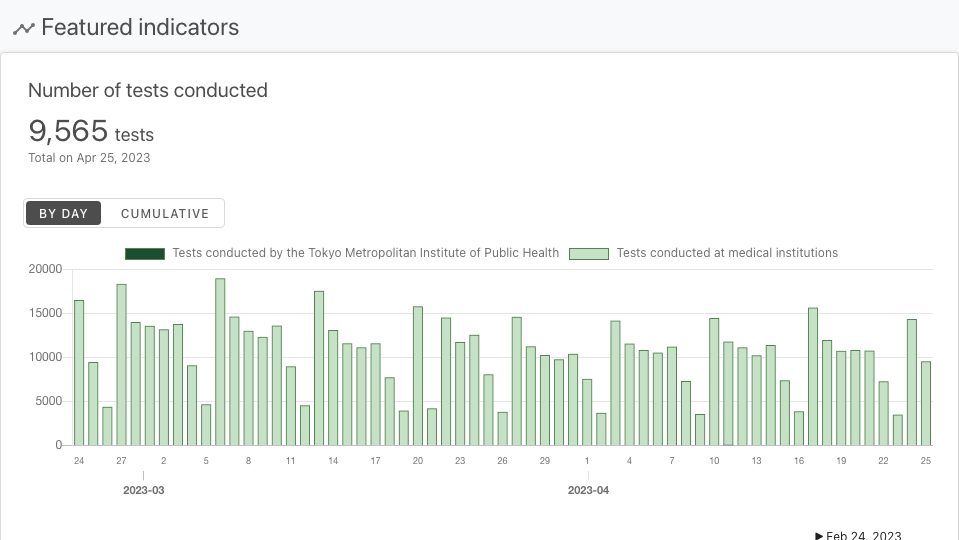 Featured indicators
Number of tests conducted
9,565 tests
Total on Apr 25, 2023
BY DAY CUMULATIVE
Tests conducted by the Tokyo Metropolitan Institute of Public Health Tests conducted at medical institutions
20000
15000
10000
5000
0
24 27 2 5 8 11 14 17 20 23 26 29 1 4 7 10 13 16 19 22 25
2023-03 2023-04
Feb 24, 2023